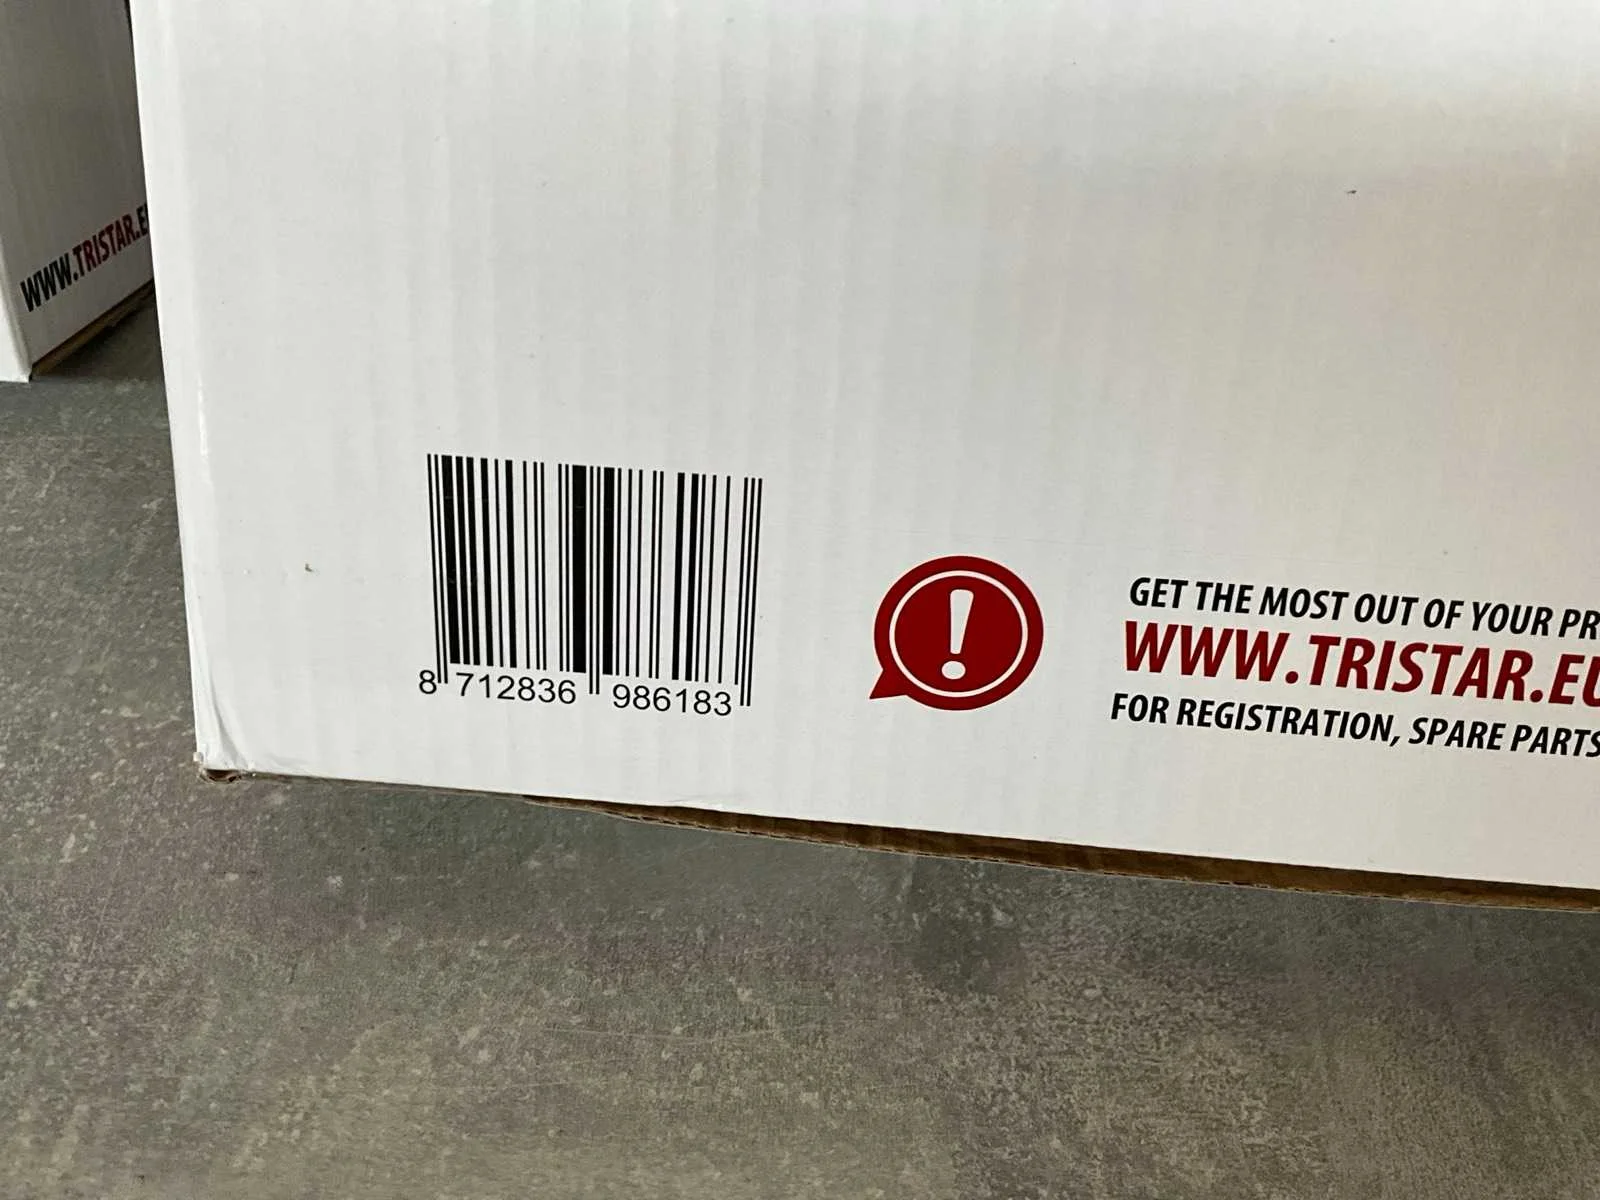 WWW.TRISTAR.E
8 712836 986183
GET THE MOST OUT OF YOUR PR
WWW.TRISTAR.EU
FOR REGISTRATION, SPARE PARTS